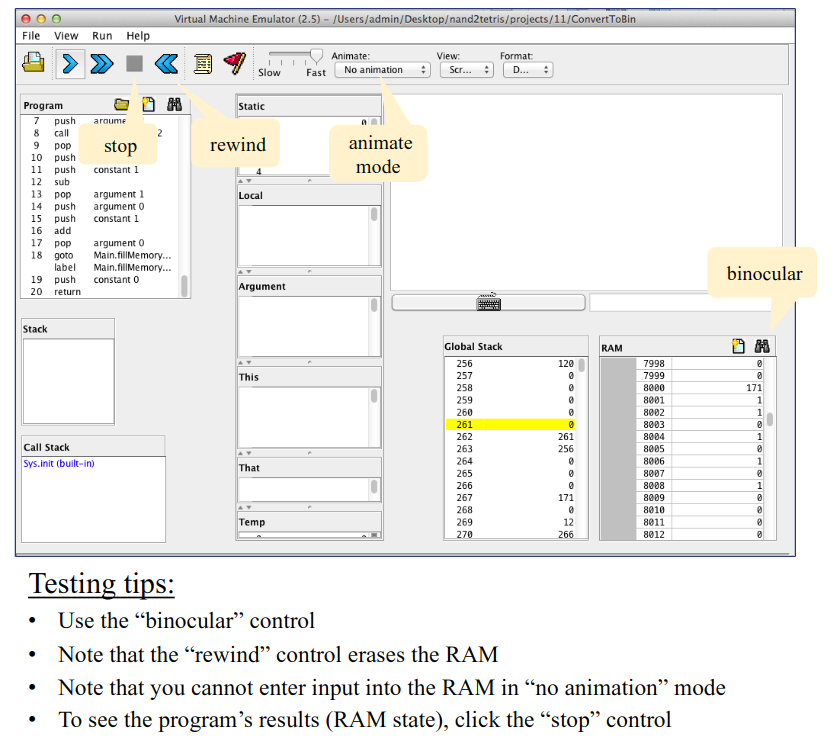 Virtual Machine Emulator (2.5) – /Users/admin/Desktop/nand2tetris/projects/11/ConvertToBin
File View Run Help
Slow Fast
Animate:
No animation
View:
Scr...
Format:
D...
Program
7 push argume
8 call 2
9 pop
10 push
11 push constant 1
12 sub
13 pop argument 1
14 push argument 0
15 push constant 1
16 add
17 pop argument 0
18 goto Main.fillMemory...
label Main.fillMemory...
19 push constant 0
20 return
stop
rewind
animate
mode
binocular
Static
0
4
Local
Argument
This
That
Temp
Stack
Call Stack
Sys.init (built-in)
Global Stack
256 120
257 0
258 0
259 0
260 0
261 0
262 261
263 256
264 0
265 0
266 0
267 171
268 0
269 12
270 266
RAM
7998 0
7999 0
8000 171
8001 1
8002 1
8003 0
8004 1
8005 0
8006 1
8007 0
8008 1
8009 0
8010 0
8011 0
8012 0
Testing tips:
• Use the “binocular” control
• Note that the “rewind” control erases the RAM
• Note that you cannot enter input into the RAM in “no animation” mode
• To see the program’s results (RAM state), click the “stop” control